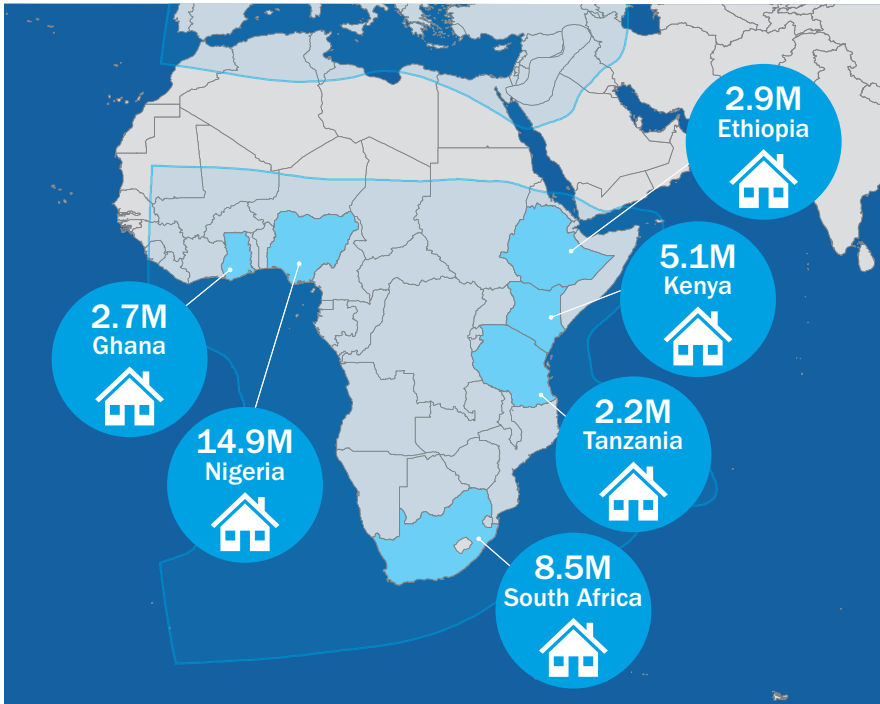 2.9M
Ethiopia
5.1M
Kenya
2.7M
Ghana
14.9M
Nigeria
2.2M
Tanzania
8.5M
South Africa